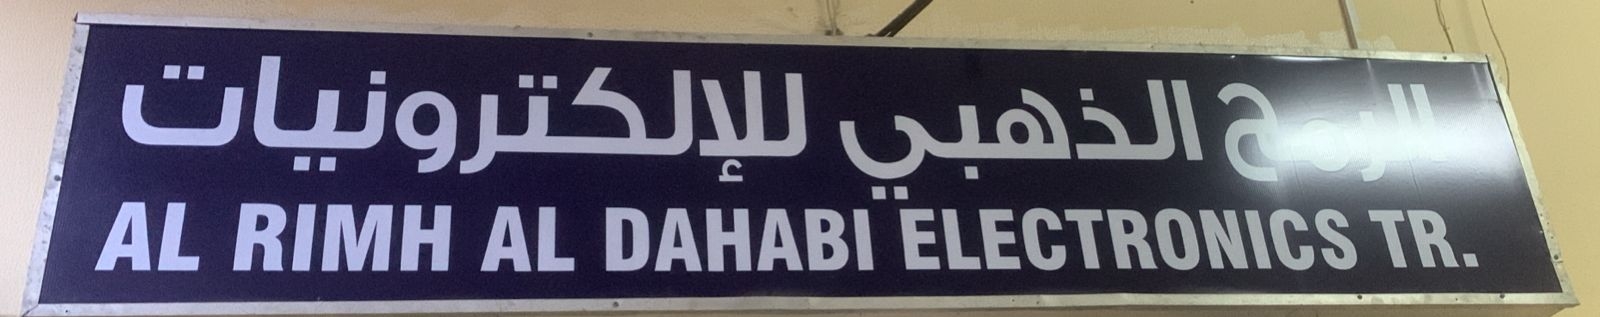 الرمح الذهبي للإلكترونيات
AL RIMH AL DAHABI ELECTRONICS TR.